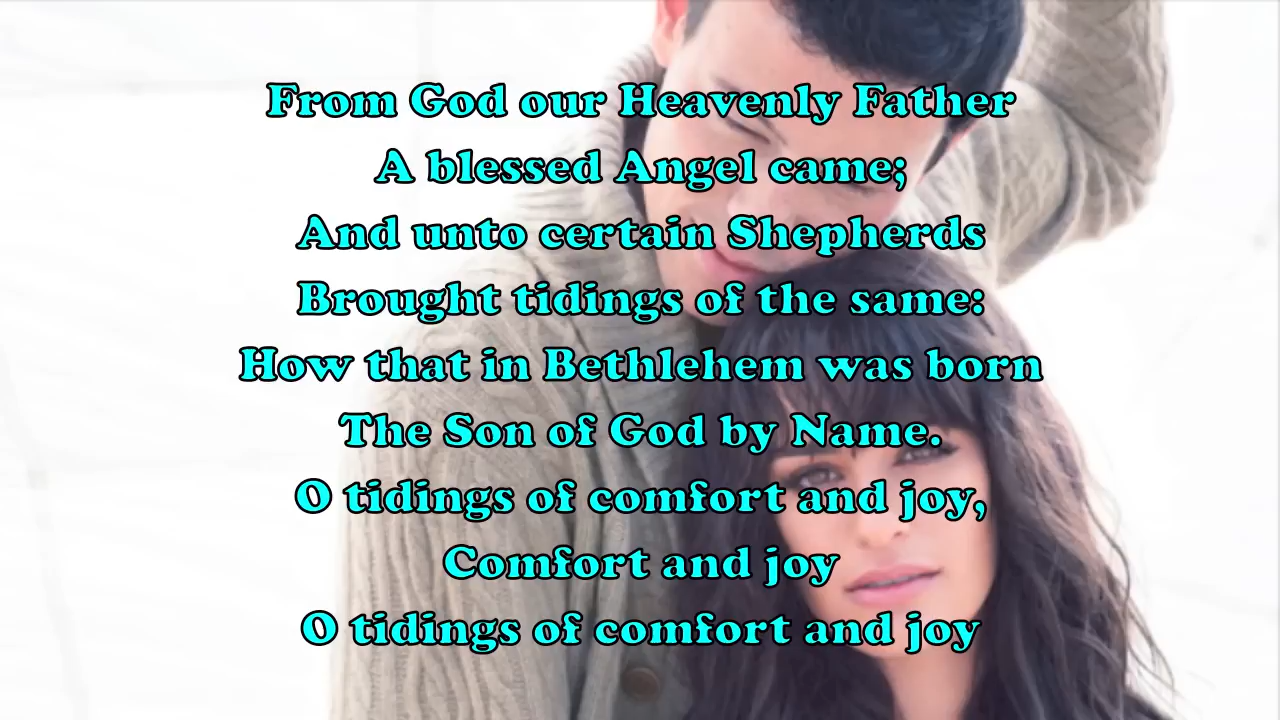 From God our Heavenly Father
A blessed Angel came;
And unto certain Shepherds
Brought tidings of the same:
How that in Bethlehem was born
The Son of God by Name.
O tidings of comfort and joy,
Comfort and joy
O tidings of comfort and joy